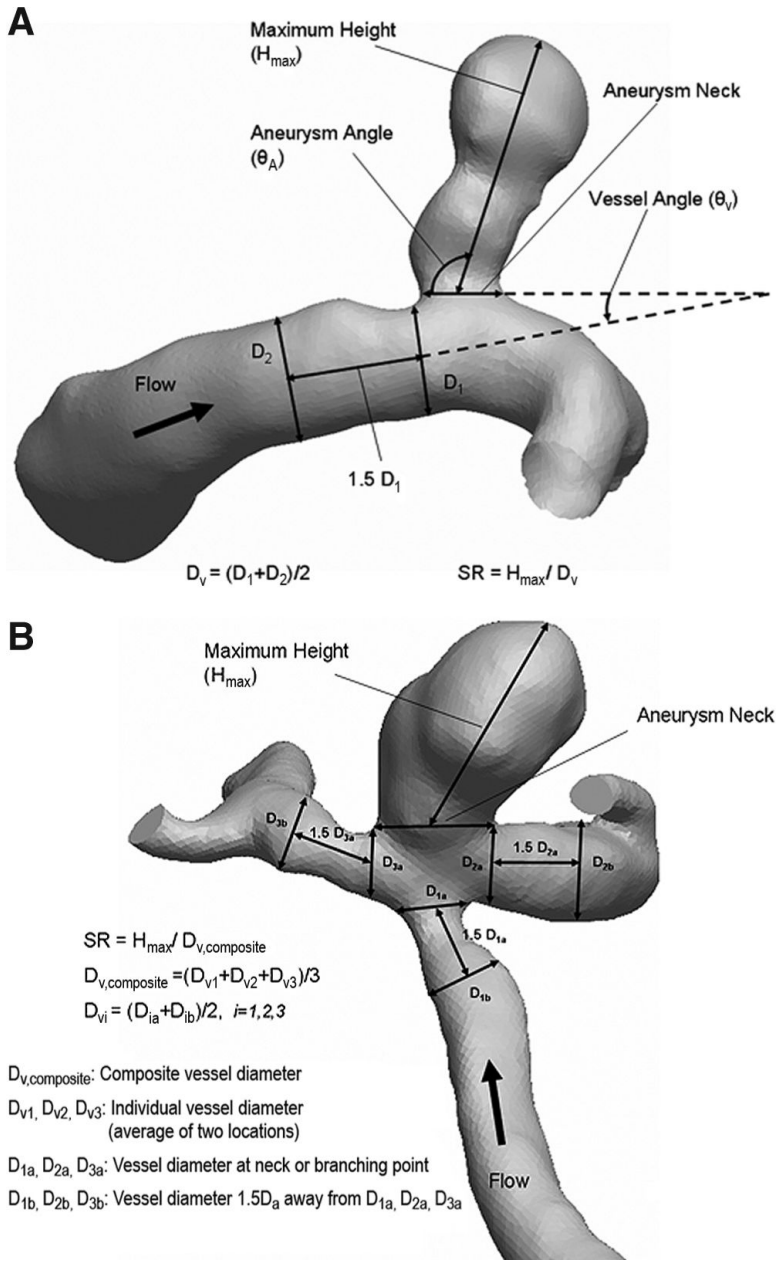 A
Maximum Height
(Hmax)
Aneurysm Neck
Aneurysm Angle
(θA)
Vessel Angle (θv)
D2
Flow
D1
1.5 D1
Dv = (D1+D2)/2
SR = Hmax/ Dv
B
Maximum Height
(Hmax)
Aneurysm Neck
D3b
1.5 D3a
D3a
D2a
1.5 D2a
D2b
D1a
1.5 D1a
D1b
SR = Hmax/ Dv,composite
Dv,composite =(Dv1+Dv2+Dv3)/3
Dvi = (Dia+Dib)/2, i=1,2,3
Dv,composite: Composite vessel diameter
Dv1, Dv2, Dv3: Individual vessel diameter
(average of two locations)
D1a, D2a, D3a: Vessel diameter at neck or branching point
D1b, D2b, D3b: Vessel diameter 1.5Da away from D1a, D2a, D3a
Flow